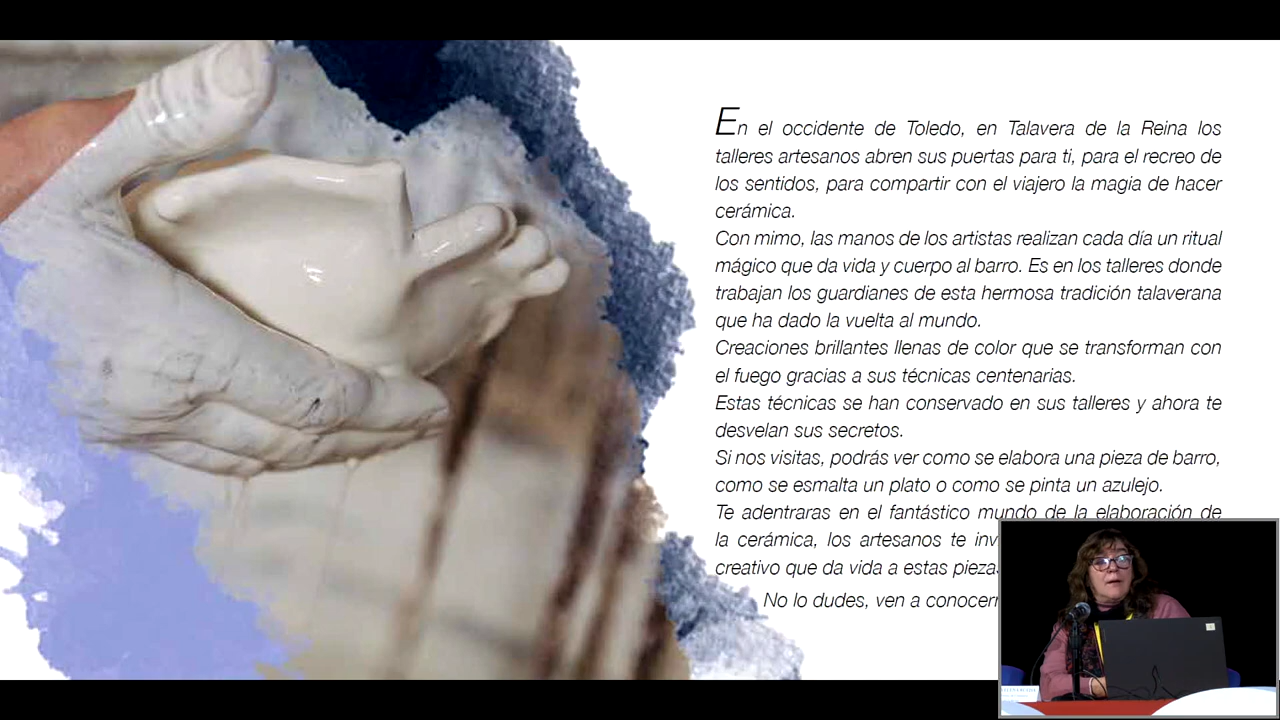 En el occidente de Toledo, en Talavera de la Reina los
talleres artesanos abren sus puertas para ti, para el recreo de
los sentidos, para compartir con el viajero la magia de hacer
cerámica.
Con mimo, las manos de los artistas realizan cada día un ritual
mágico que da vida y cuerpo al barro. Es en los talleres donde
trabajan los guardianes de esta hermosa tradición talaverana
que ha dado la vuelta al mundo.
Creaciones brillantes llenas de color que se transforman con
el fuego gracias a sus técnicas centenarias.
Estas técnicas se han conservado en sus talleres y ahora te
desvelan sus secretos.
Si nos visitas, podrás ver como se elabora una pieza de barro,
como se esmalta un plato o como se pinta un azulejo.
Te adentraras en el fantástico mundo de la elaboración de
la cerámica, los artesanos te inv
creativo que da vida a estas piezas
No lo dudes, ven a conocer